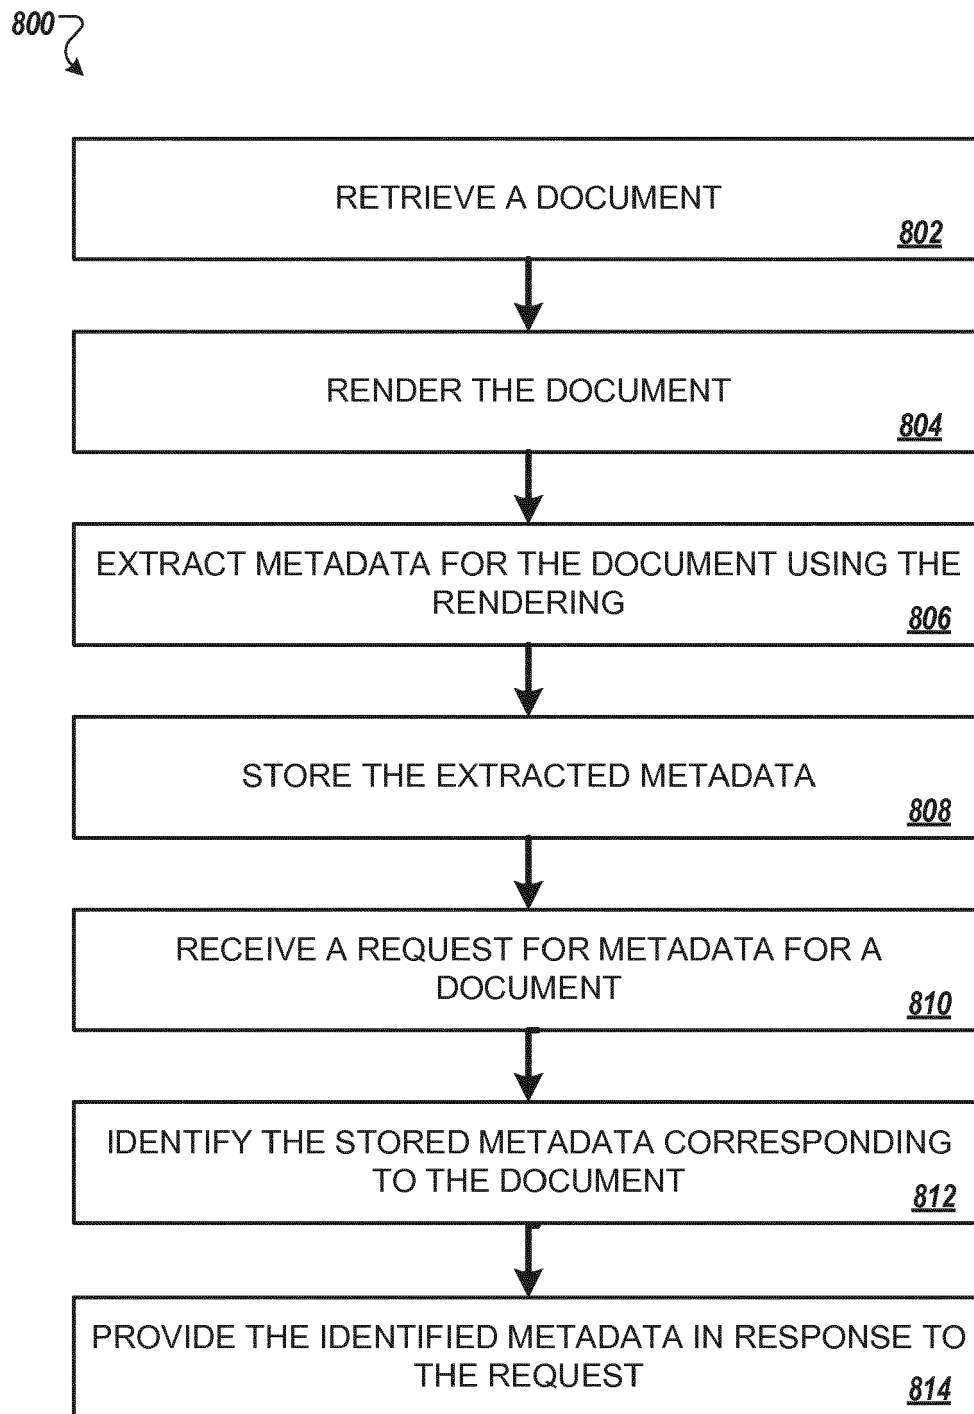 800
RETRIEVE A DOCUMENT
802
RENDER THE DOCUMENT
804
EXTRACT METADATA FOR THE DOCUMENT USING THE
RENDERING
806
STORE THE EXTRACTED METADATA
808
RECEIVE A REQUEST FOR METADATA FOR A
DOCUMENT
810
IDENTIFY THE STORED METADATA CORRESPONDING
TO THE DOCUMENT
812
PROVIDE THE IDENTIFIED METADATA IN RESPONSE TO
THE REQUEST
814